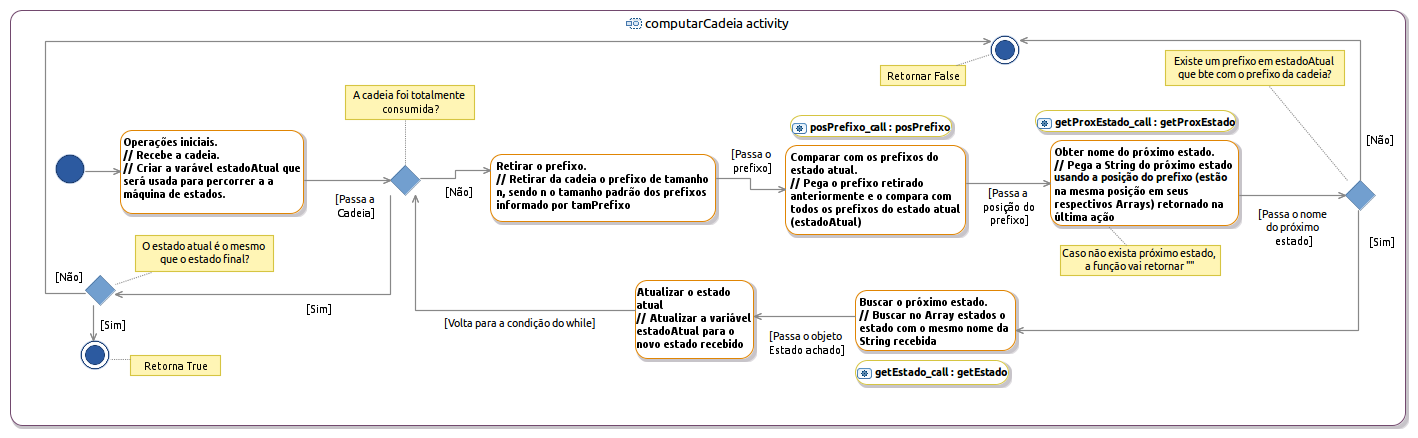 computarCadeia activity
Existe um prefixo em estadoAtual
que bte com o prefixo da cadeia?
Retornar False
A cadeia foi totalmente
consumida?
posPrefixo_call : posPrefixo
getProxEstado_call : getProxEstado
Operações iniciais.
// Recebe a cadeia.
// Criar a varável estadoAtual que
será usada para percorrer a a
máquina de estados.
[Passa a
Cadeia]
[Não]
Retirar o prefixo.
// Retirar da cadeia o prefixo de tamanho
n, sendo n o tamanho padrão dos prefixos
informado por tamPrefixo
[Passa o
prefixo]
Comparar com os prefixos do
estado atual.
// Pega o prefixo retirado
anteriormente e o compara com
todos os prefixos do estado atual
(estadoAtual)
[Passa a
posição do
prefixo]
Obter nome do próximo estado.
// Pega a String do próximo estado
usando a posição do prefixo (estão
na mesma posição em seus
respectivos Arrays) retornado na
última ação
[Passa o nome
do próximo
estado]
[Não]
[Sim]
Caso não exista próximo estado,
a função vai retornar ""
O estado atual é o mesmo
que o estado final?
[Não]
[Sim]
[Sim]
Retorna True
[Volta para a condição do while]
Atualizar o estado
atual
// Atualizar a variável
estadoAtual para o
novo estado recebido
[Passa o objeto
Estado achado]
Buscar o próximo estado.
// Buscar no Array estados o
estado com o mesmo nome da
String recebida
getEstado_call : getEstado